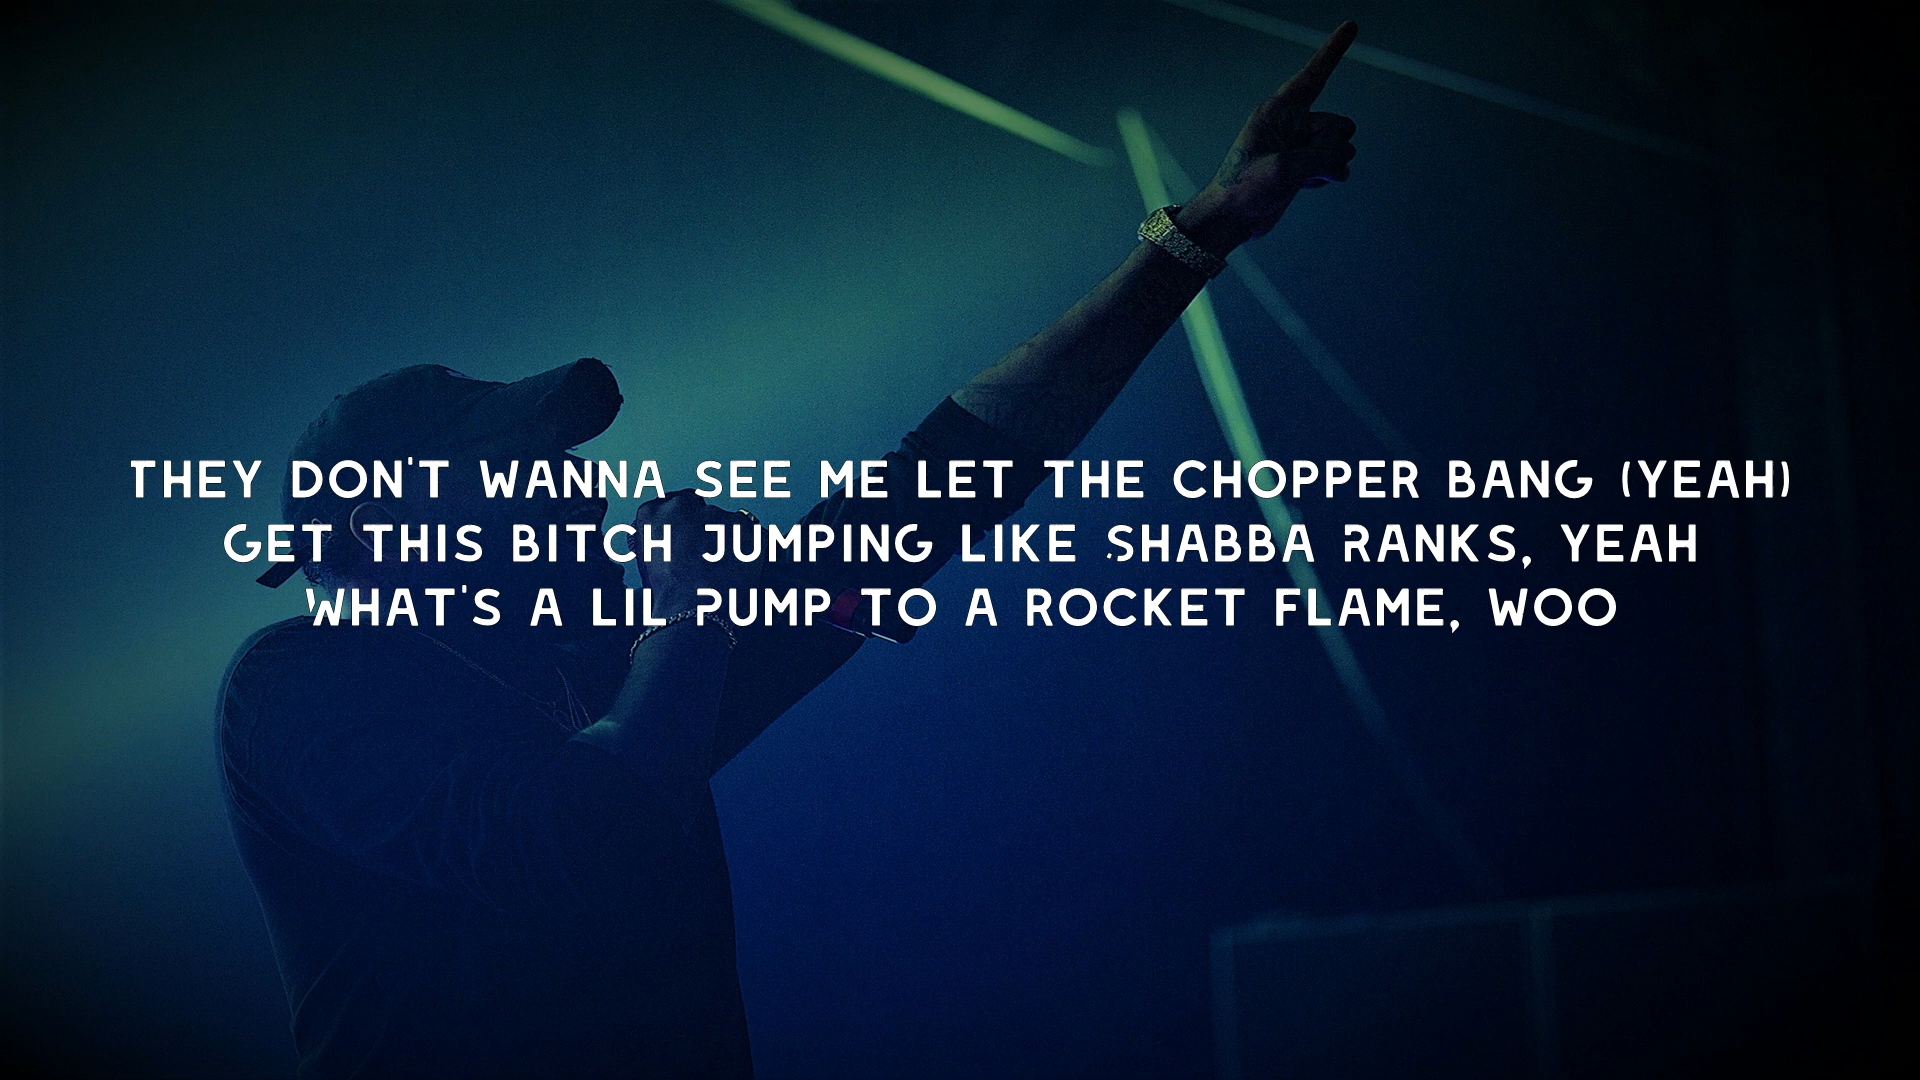 THEY DON'T WANNA SEE ME LET THE CHOPPER BANG (YEAH)
GET THIS BITCH JUMPING LIKE SHABBA RANKS, YEAH
WHAT'S A LIL PUMP TO A ROCKET FLAME, WOO